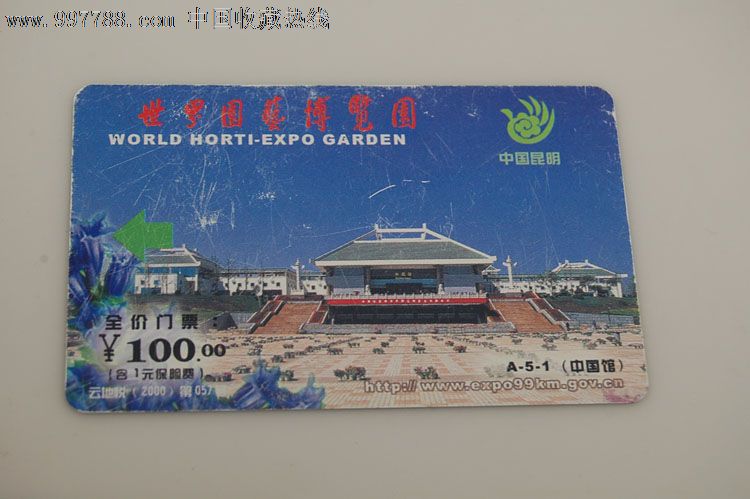 www.997788.com 中国收藏热线
世界园艺博览园
WORLD HORTI-EXPO GARDEN
中国昆明
全价门票:
¥100.00
(含1元保险费)
云地税(2000)第057
A-5-1 (中国馆)
http://www.expo99km.gov.cn